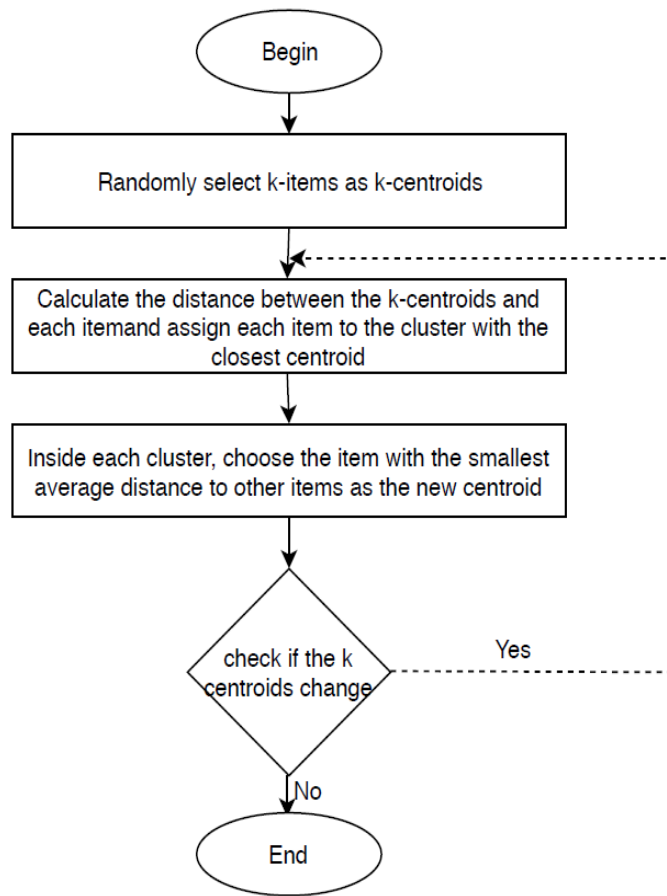 Begin
Randomly select k-items as k-centroids
Calculate the distance between the k-centroids and
each itemand assign each item to the cluster with the
closest centroid
Inside each cluster, choose the item with the smallest
average distance to other items as the new centroid
check if the k
centroids change
Yes
No
End